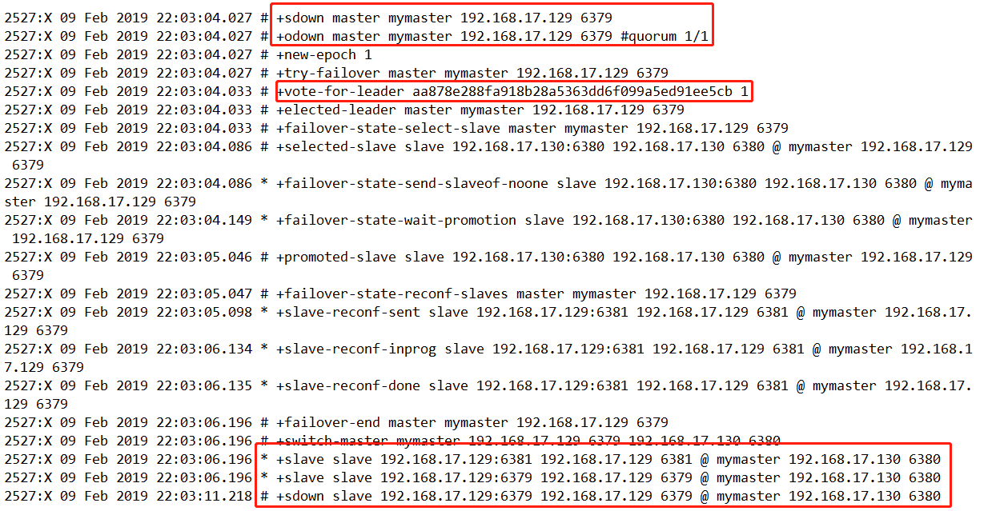 2527:X 09 Feb 2019 22:03:04.027 # +sdown master mymaster 192.168.17.129 6379
2527:X 09 Feb 2019 22:03:04.027 # +odown master mymaster 192.168.17.129 6379 #quorum 1/1
2527:X 09 Feb 2019 22:03:04.027 # +new-epoch 1
2527:X 09 Feb 2019 22:03:04.027 # +try-failover master mymaster 192.168.17.129 6379
2527:X 09 Feb 2019 22:03:04.033 # +vote-for-leader aa878e288fa918b28a5363dd6f099a5ed91ee5cb 1
2527:X 09 Feb 2019 22:03:04.033 # +elected-leader master mymaster 192.168.17.129 6379
2527:X 09 Feb 2019 22:03:04.033 # +failover-state-select-slave master mymaster 192.168.17.129 6379
2527:X 09 Feb 2019 22:03:04.086 # +selected-slave slave 192.168.17.130:6380 192.168.17.130 6380 @ mymaster 192.168.17.129
6379
2527:X 09 Feb 2019 22:03:04.086 * +failover-state-send-slaveof-noone slave 192.168.17.130:6380 192.168.17.130 6380 @ myma
ster 192.168.17.129 6379
2527:X 09 Feb 2019 22:03:04.149 * +failover-state-wait-promotion slave 192.168.17.130:6380 192.168.17.130 6380 @ mymaster
192.168.17.129 6379
2527:X 09 Feb 2019 22:03:05.046 # +promoted-slave slave 192.168.17.130:6380 192.168.17.130 6380 @ mymaster 192.168.17.129
6379
2527:X 09 Feb 2019 22:03:05.047 # +failover-state-reconf-slaves master mymaster 192.168.17.129 6379
2527:X 09 Feb 2019 22:03:05.098 * +slave-reconf-sent slave 192.168.17.129:6381 192.168.17.129 6381 @ mymaster 192.168.17.
129 6379
2527:X 09 Feb 2019 22:03:06.134 * +slave-reconf-inprog slave 192.168.17.129:6381 192.168.17.129 6381 @ mymaster 192.168.1
7.129 6379
2527:X 09 Feb 2019 22:03:06.135 * +slave-reconf-done slave 192.168.17.129:6381 192.168.17.129 6381 @ mymaster 192.168.17.
129 6379
2527:X 09 Feb 2019 22:03:06.196 # +failover-end master mymaster 192.168.17.129 6379
2527:X 09 Feb 2019 22:03:06.196 # +switch-master mymaster 192.168.17.129 6379 192.168.17.130 6380
2527:X 09 Feb 2019 22:03:06.196 * +slave slave 192.168.17.129:6381 192.168.17.129 6381 @ mymaster 192.168.17.130 6380
2527:X 09 Feb 2019 22:03:06.196 * +slave slave 192.168.17.129:6379 192.168.17.129 6379 @ mymaster 192.168.17.130 6380
2527:X 09 Feb 2019 22:03:11.218 # +sdown slave 192.168.17.129:6379 192.168.17.129 6379 @ mymaster 192.168.17.130 6380